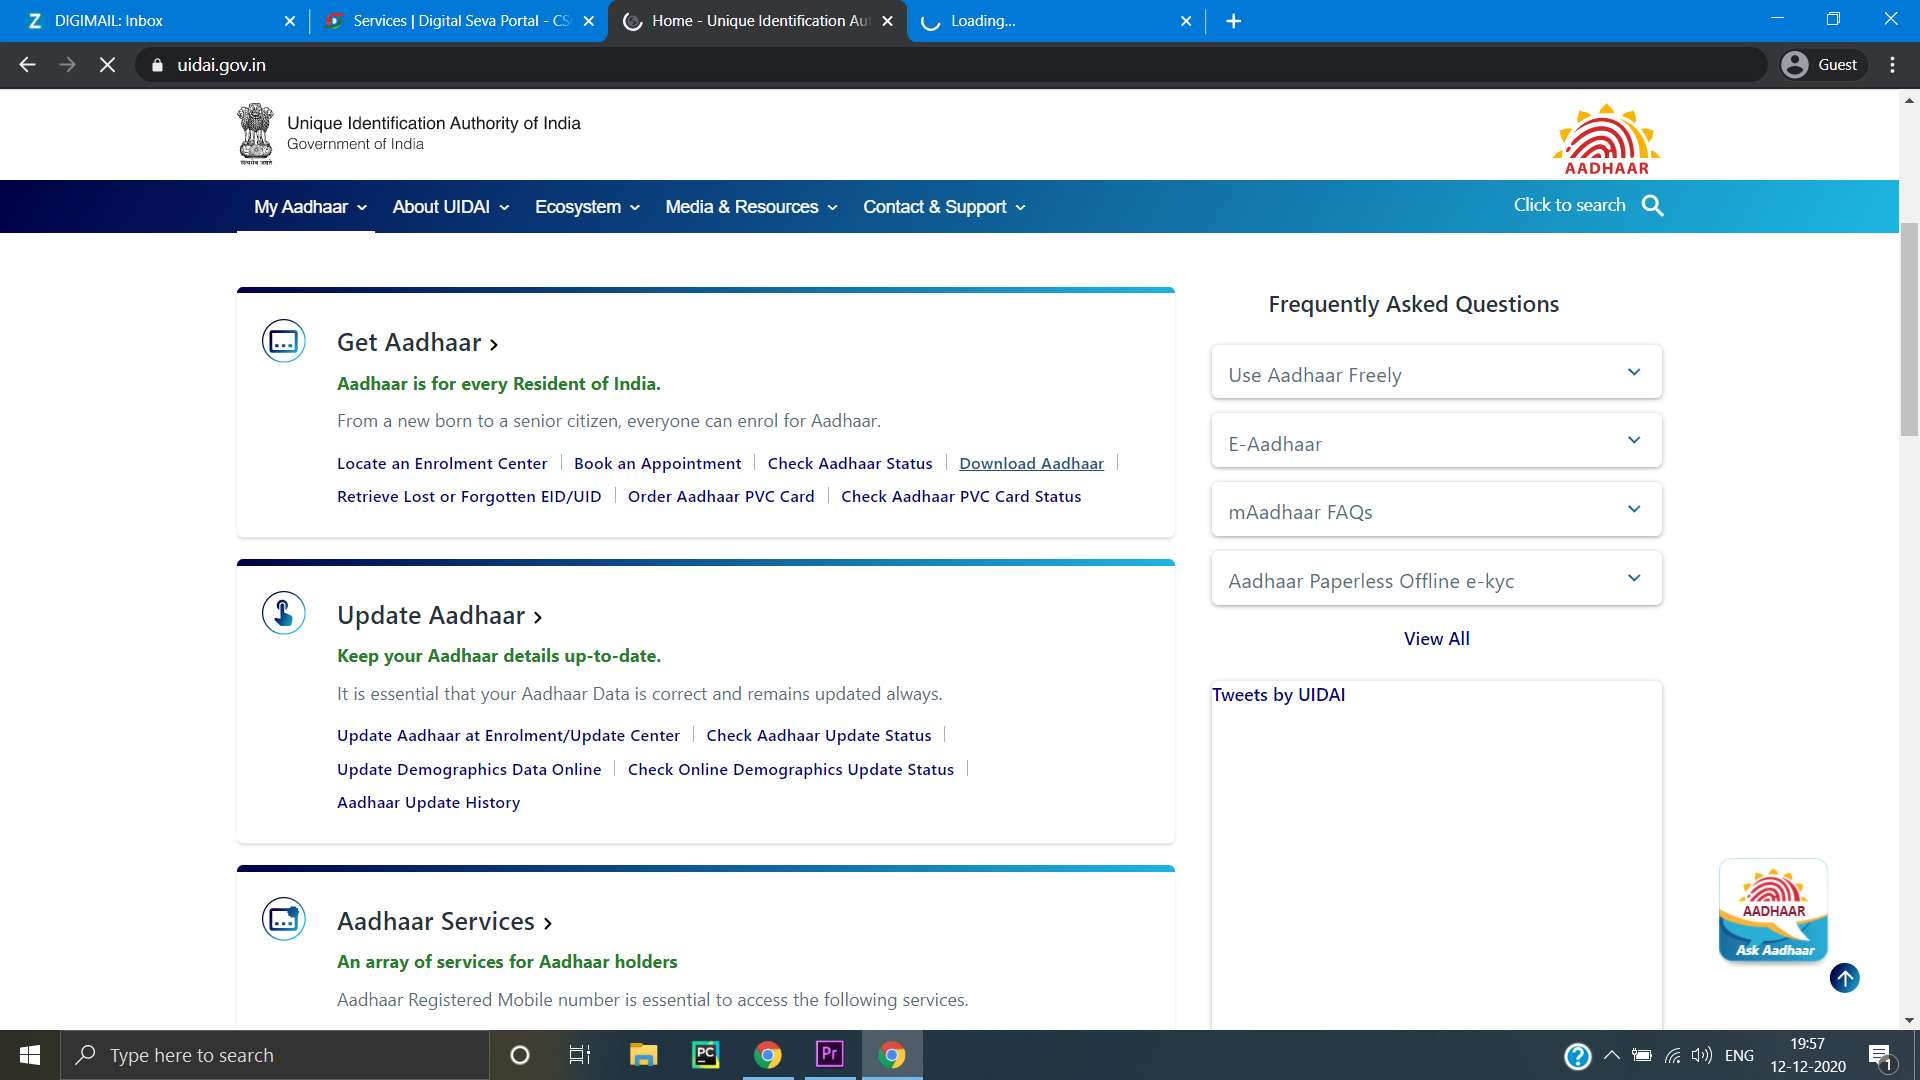 DIGIMAIL: Inbox
Services | Digital Seva Portal - CS
Home - Unique Identification Au
Loading...
uidai.gov.in
Guest
सत्यमेव जयते
Unique Identification Authority of India
Government of India
AADHAAR
My Aadhaar
About UIDAI
Ecosystem
Media & Resources
Contact & Support
Click to search
Get Aadhaar
Aadhaar is for every Resident of India.
From a new born to a senior citizen, everyone can enrol for Aadhaar.
Locate an Enrolment Center | Book an Appointment | Check Aadhaar Status | Download Aadhaar |
Retrieve Lost or Forgotten EID/UID | Order Aadhaar PVC Card | Check Aadhaar PVC Card Status
Update Aadhaar
Keep your Aadhaar details up-to-date.
It is essential that your Aadhaar Data is correct and remains updated always.
Update Aadhaar at Enrolment/Update Center | Check Aadhaar Update Status |
Update Demographics Data Online | Check Online Demographics Update Status |
Aadhaar Update History
Aadhaar Services
An array of services for Aadhaar holders
Aadhaar Registered Mobile number is essential to access the following services.
Frequently Asked Questions
Use Aadhaar Freely
E-Aadhaar
mAadhaar FAQs
Aadhaar Paperless Offline e-kyc
View All
Tweets by UIDAI
AADHAAR
Ask Aadhaar
Type here to search
PC
Pr
ENG
19:57
12-12-2020
1